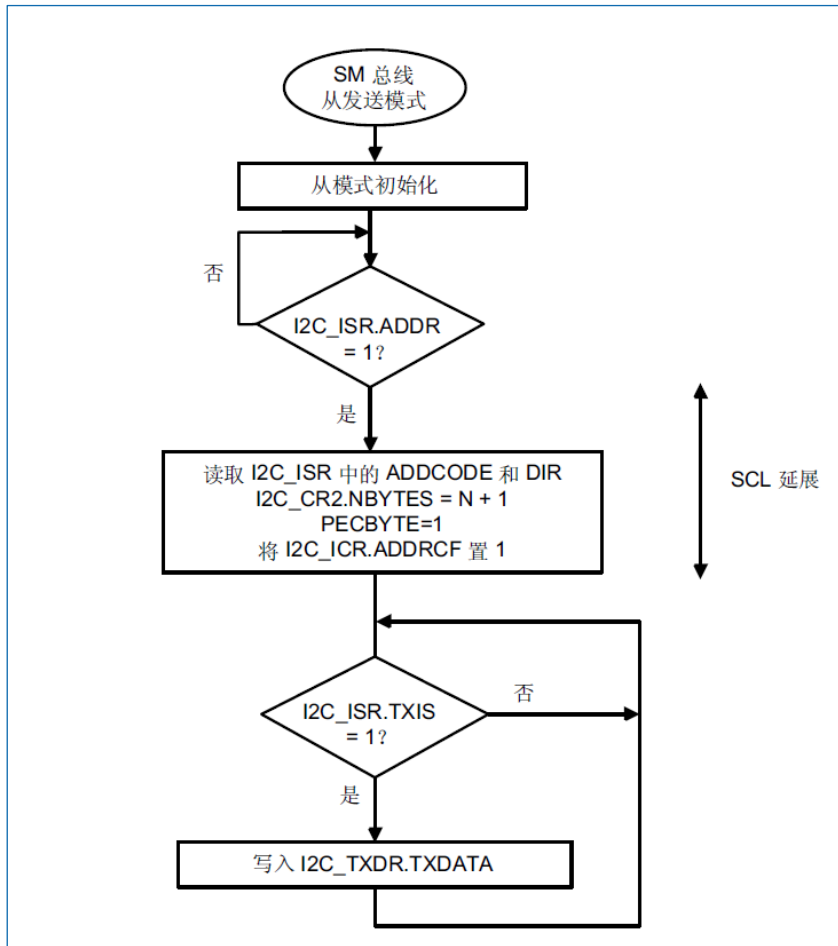 SM 总线
从发送模式
从模式初始化
否
I2C_ISR.ADDR
= 1?
是
读取 I2C_ISR 中的 ADDCODE 和 DIR
I2C_CR2.NBYTES = N + 1
PECBYTE=1
将 I2C_ICR.ADDRCF 置 1
SCL 延展
I2C_ISR.TXIS
= 1?
否
是
写入 I2C_TXDR.TXDATA